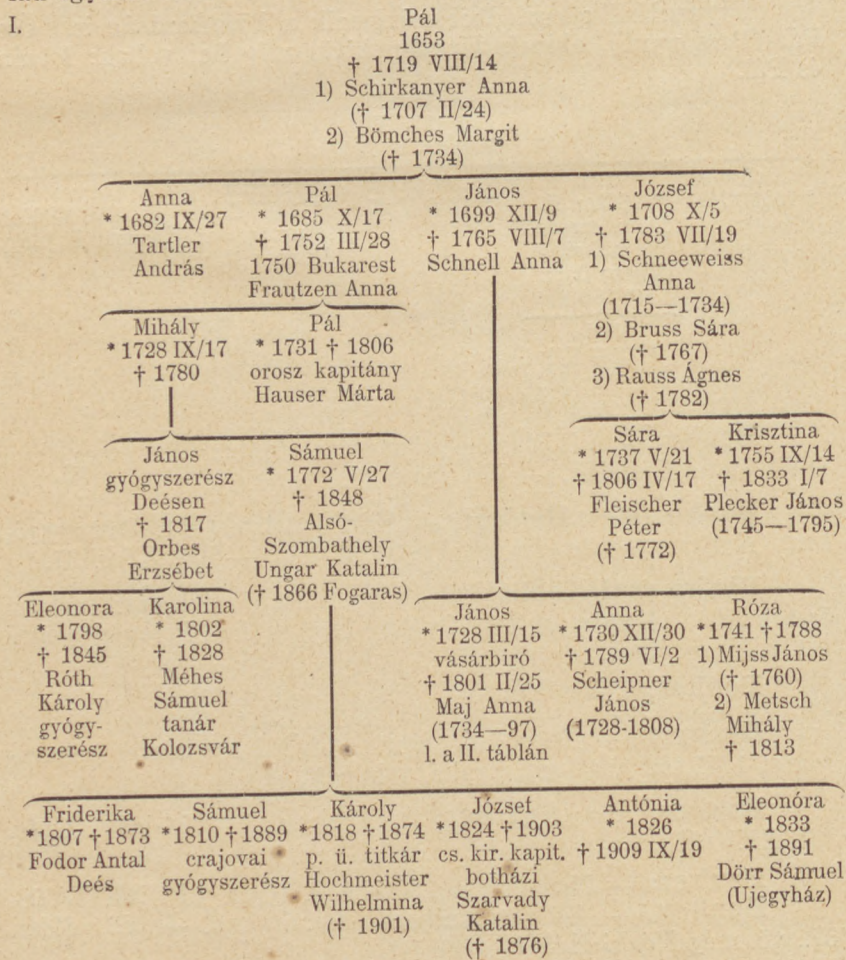 I.
Pál
1653
† 1719 VIII/14
1) Schirkanyer Anna
(† 1707 II/24)
2) Bömches Margit
(† 1734)
Anna
* 1682 IX/27
Tartler
András
Pál
* 1685 X/17
† 1752 III/28
1750 Bukarest
Frautzen Anna
János
* 1699 XII/9
† 1765 VIII/7
Schnell Anna
József
* 1708 X/5
† 1783 VII/19
1) Schneeweiss
Anna
(1715—1734)
2) Bruss Sára
(† 1767)
3) Rauss Ágnes
(† 1782)
Mihály
* 1728 IX/17
† 1780
Pál
* 1731 † 1806
orosz kapitány
Hauser Márta
Sára
* 1737 V/21
† 1806 IV/17
Fleischer
Péter
(† 1772)
Krisztina
* 1755 IX/14
† 1833 I/7
Plecker János
(1745—1795)
János
gyógyszerész
Deésen
† 1817
Orbes
Erzsébet
Sámuel
* 1772 V/27
† 1848
Alsó-
Szombathely
Ungar Katalin
(† 1866 Fogaras)
Eleonora
* 1798
† 1845
Róth
Károly
gyógy-
szerész
Karolina
* 1802
† 1828
Méhes
Sámuel
tanár
Kolozsvár
János
* 1728 III/15
vásárbiró
† 1801 II/25
Maj Anna
(1734—97)
l. a II. táblán
Anna
* 1730 XII/30
† 1789 VI/2
Scheipner
János
(1728-1808)
Róza
*1741 †1788
1) Mijss János
(† 1760)
2) Metsch
Mihály
† 1813
Friderika
*1807 †1873
Fodor Antal
Deés
Sámuel
*1810 †1889
crajovai
gyógyszerész
Károly
*1818 †1874
p. ü. titkár
Hochmeister
Wilhelmina
(† 1901)
József
*1824 †1903
cs. kir. kapit.
botházi
Szarvady
Katalin
(† 1876)
Antónia
* 1826
† 1909 IX/19
Eleonóra
* 1833
† 1891
Dörr Sámuel
(Ujegyház)